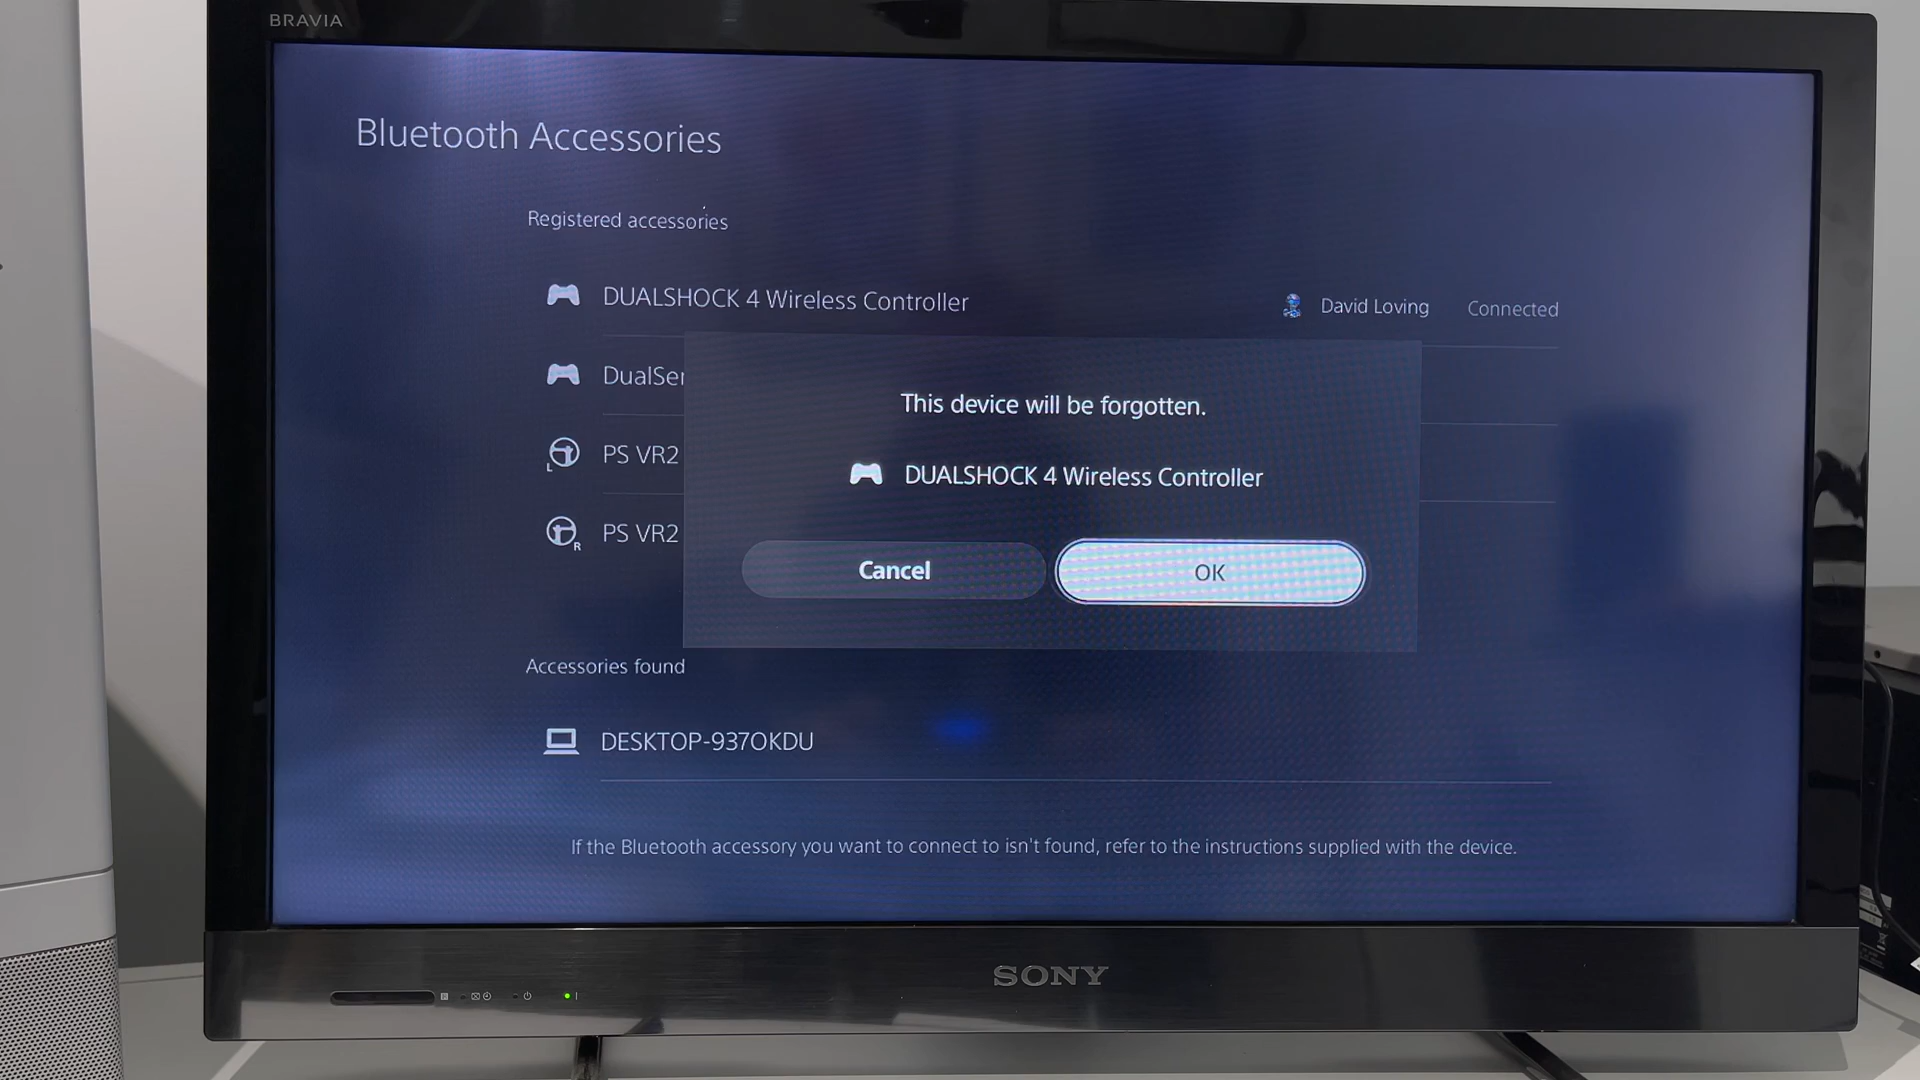 BRAVIA
Bluetooth Accessories
Registered accessories
DUALSHOCK 4 Wireless Controller David Loving Connected
DualSen
This device will be forgotten.
DUALSHOCK 4 Wireless Controller
L PS VR2
R PS VR2
Cancel OK
Accessories found
DESKTOP-937OKDU
If the Bluetooth accessory you want to connect to isn't found, refer to the instructions supplied with the device.
SONY